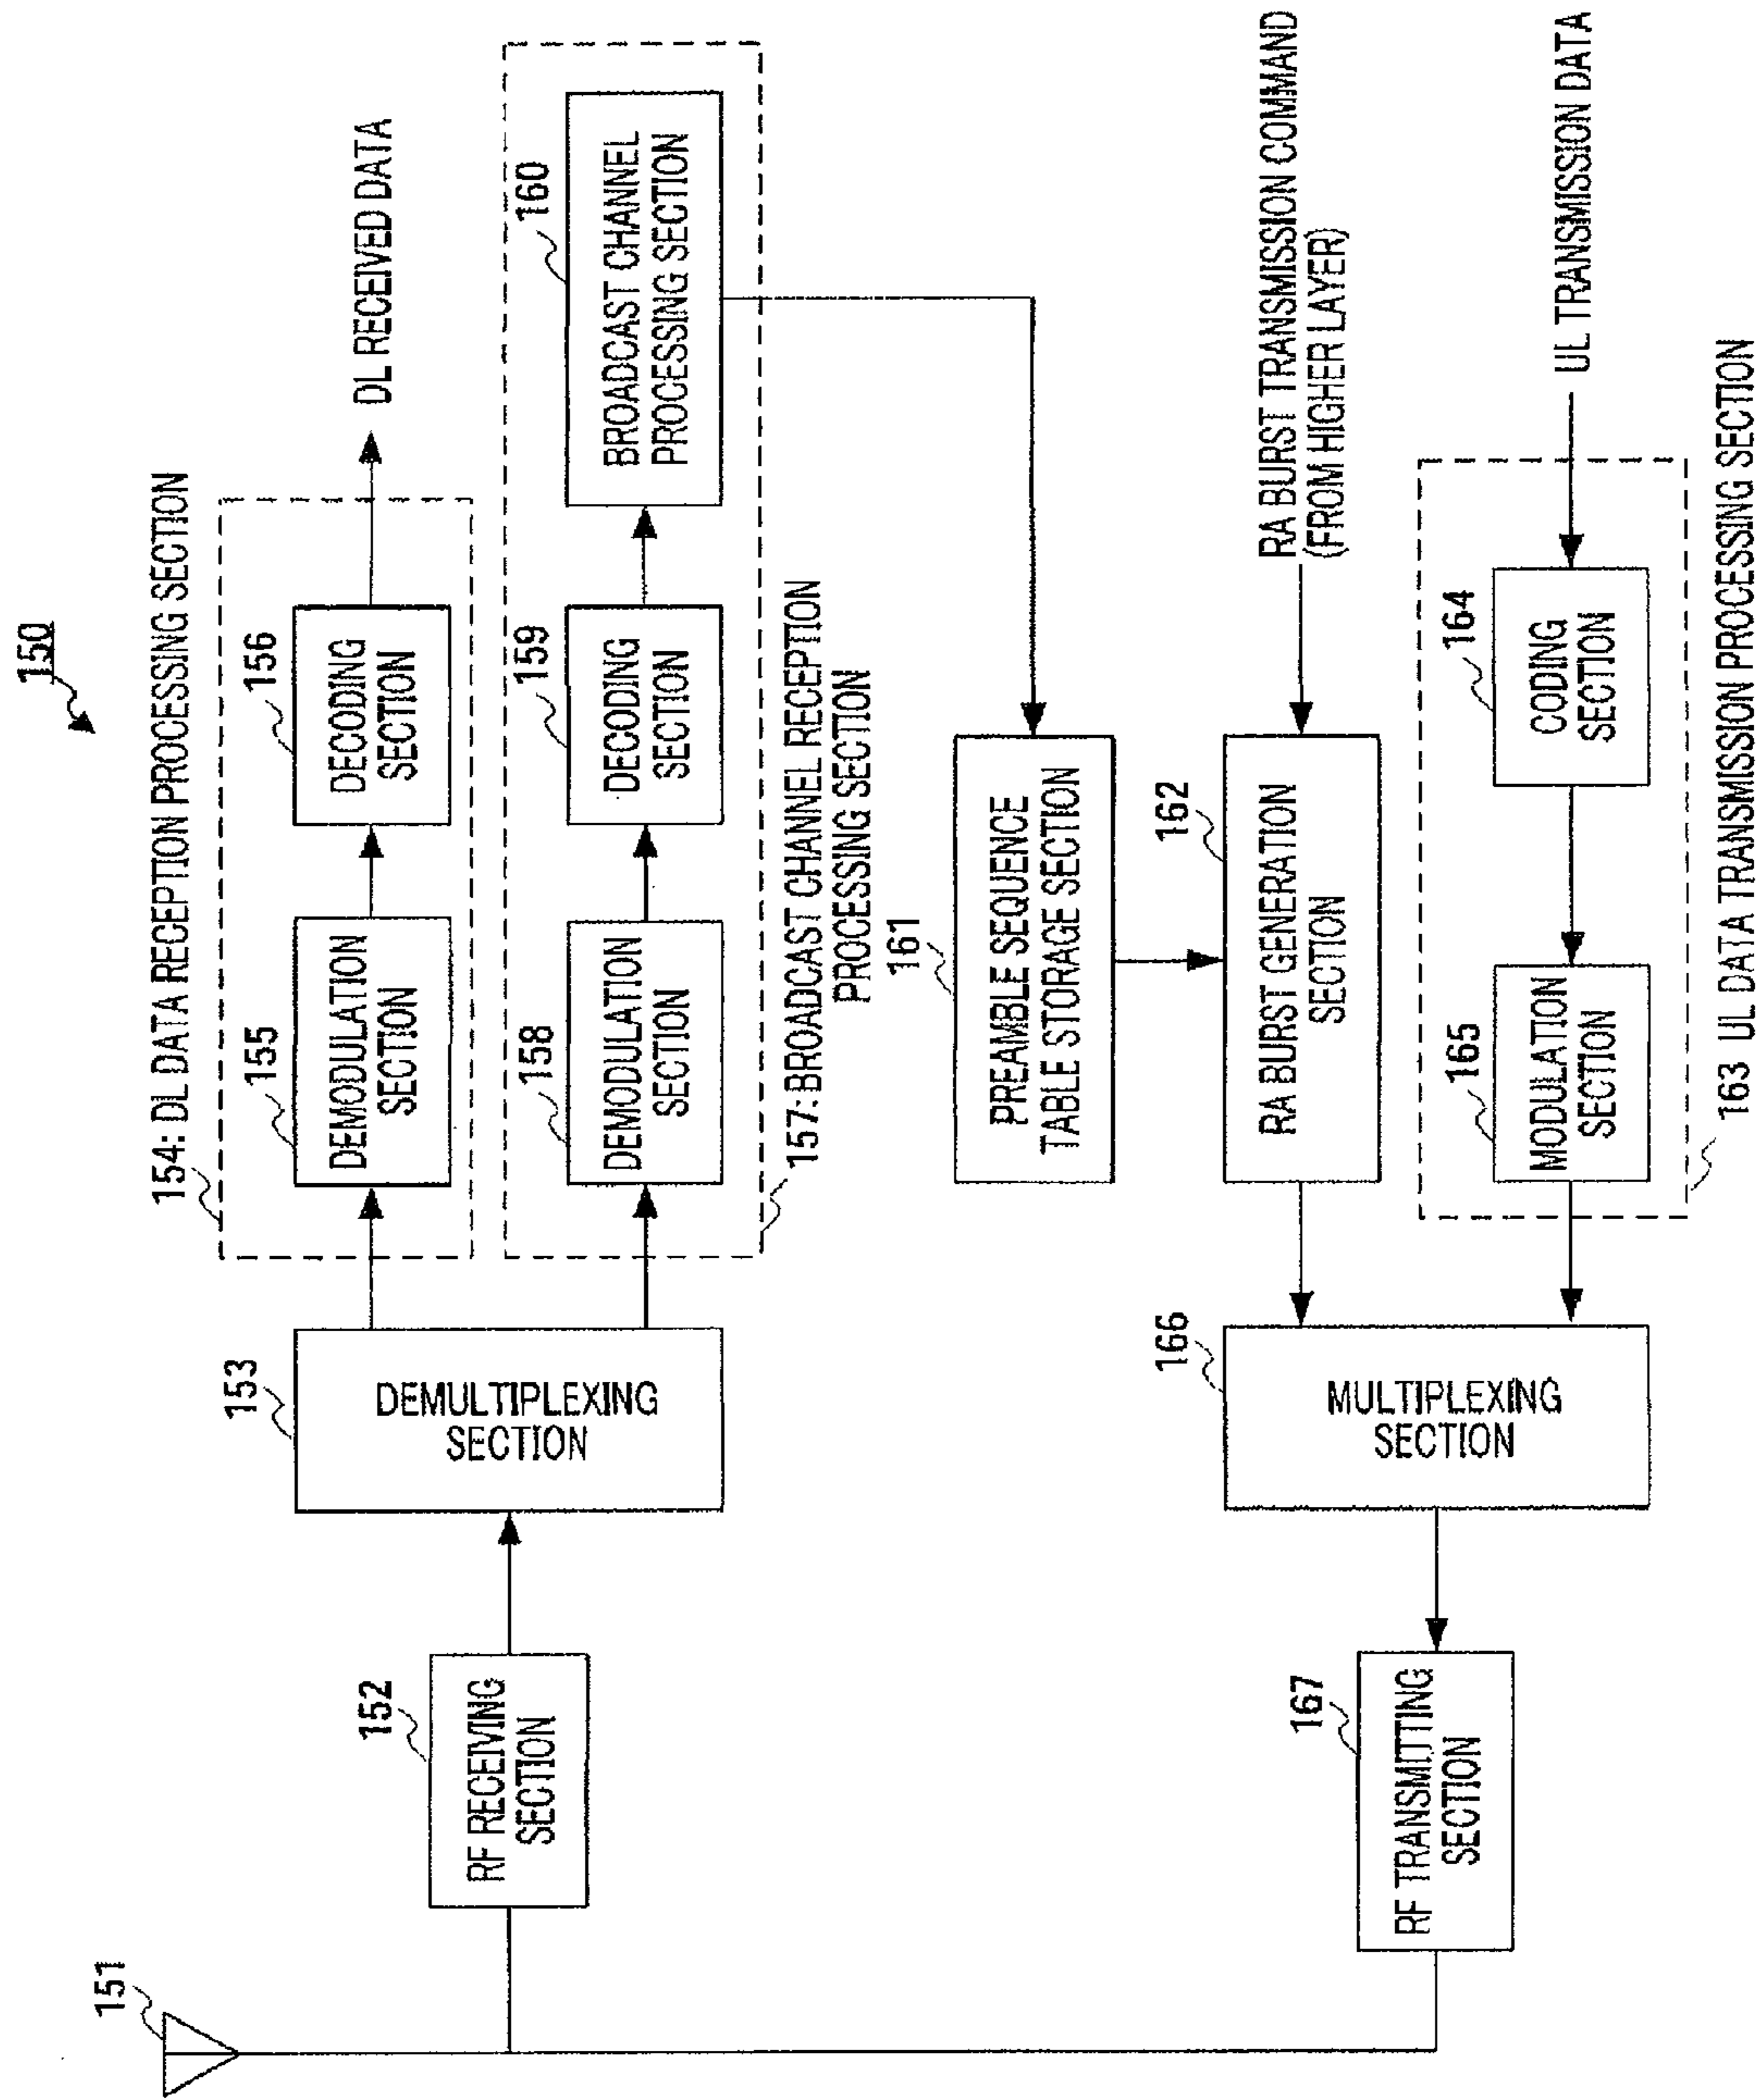 150
151
152
RF RECEIVING
SECTION
153
DEMULTIPLEXING
SECTION
154: DL DATA RECEPTION PROCESSING SECTION
155
DEMODULATION
SECTION
156
DECODING
SECTION
DL RECEIVED DATA
158
DEMODULATION
SECTION
159
DECODING
SECTION
160
BROADCAST CHANNEL
PROCESSING SECTION
157: BROADCAST CHANNEL RECEPTION
PROCESSING SECTION
161
PREAMBLE SEQUENCE
TABLE STORAGE SECTION
162
RA BURST GENERATION
SECTION
RA BURST TRANSMISSION COMMAND
(FROM HIGHER LAYER)
167
RF TRANSMITTING
SECTION
166
MULTIPLEXING
SECTION
165
MODULATION
SECTION
164
CODING
SECTION
UL TRANSMISSION DATA
163 UL DATA TRANSMISSION PROCESSING SECTION